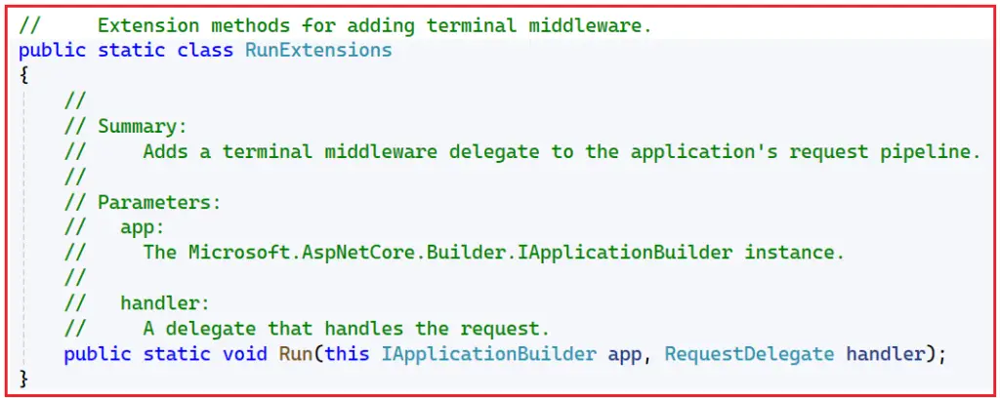 //     Extension methods for adding terminal middleware.
public static class RunExtensions
{
    //
    // Summary:
    //     Adds a terminal middleware delegate to the application's request pipeline.
    //
    // Parameters:
    //   app:
    //     The Microsoft.AspNetCore.Builder.IApplicationBuilder instance.
    //
    //   handler:
    //     A delegate that handles the request.
    public static void Run(this IApplicationBuilder app, RequestDelegate handler);
}